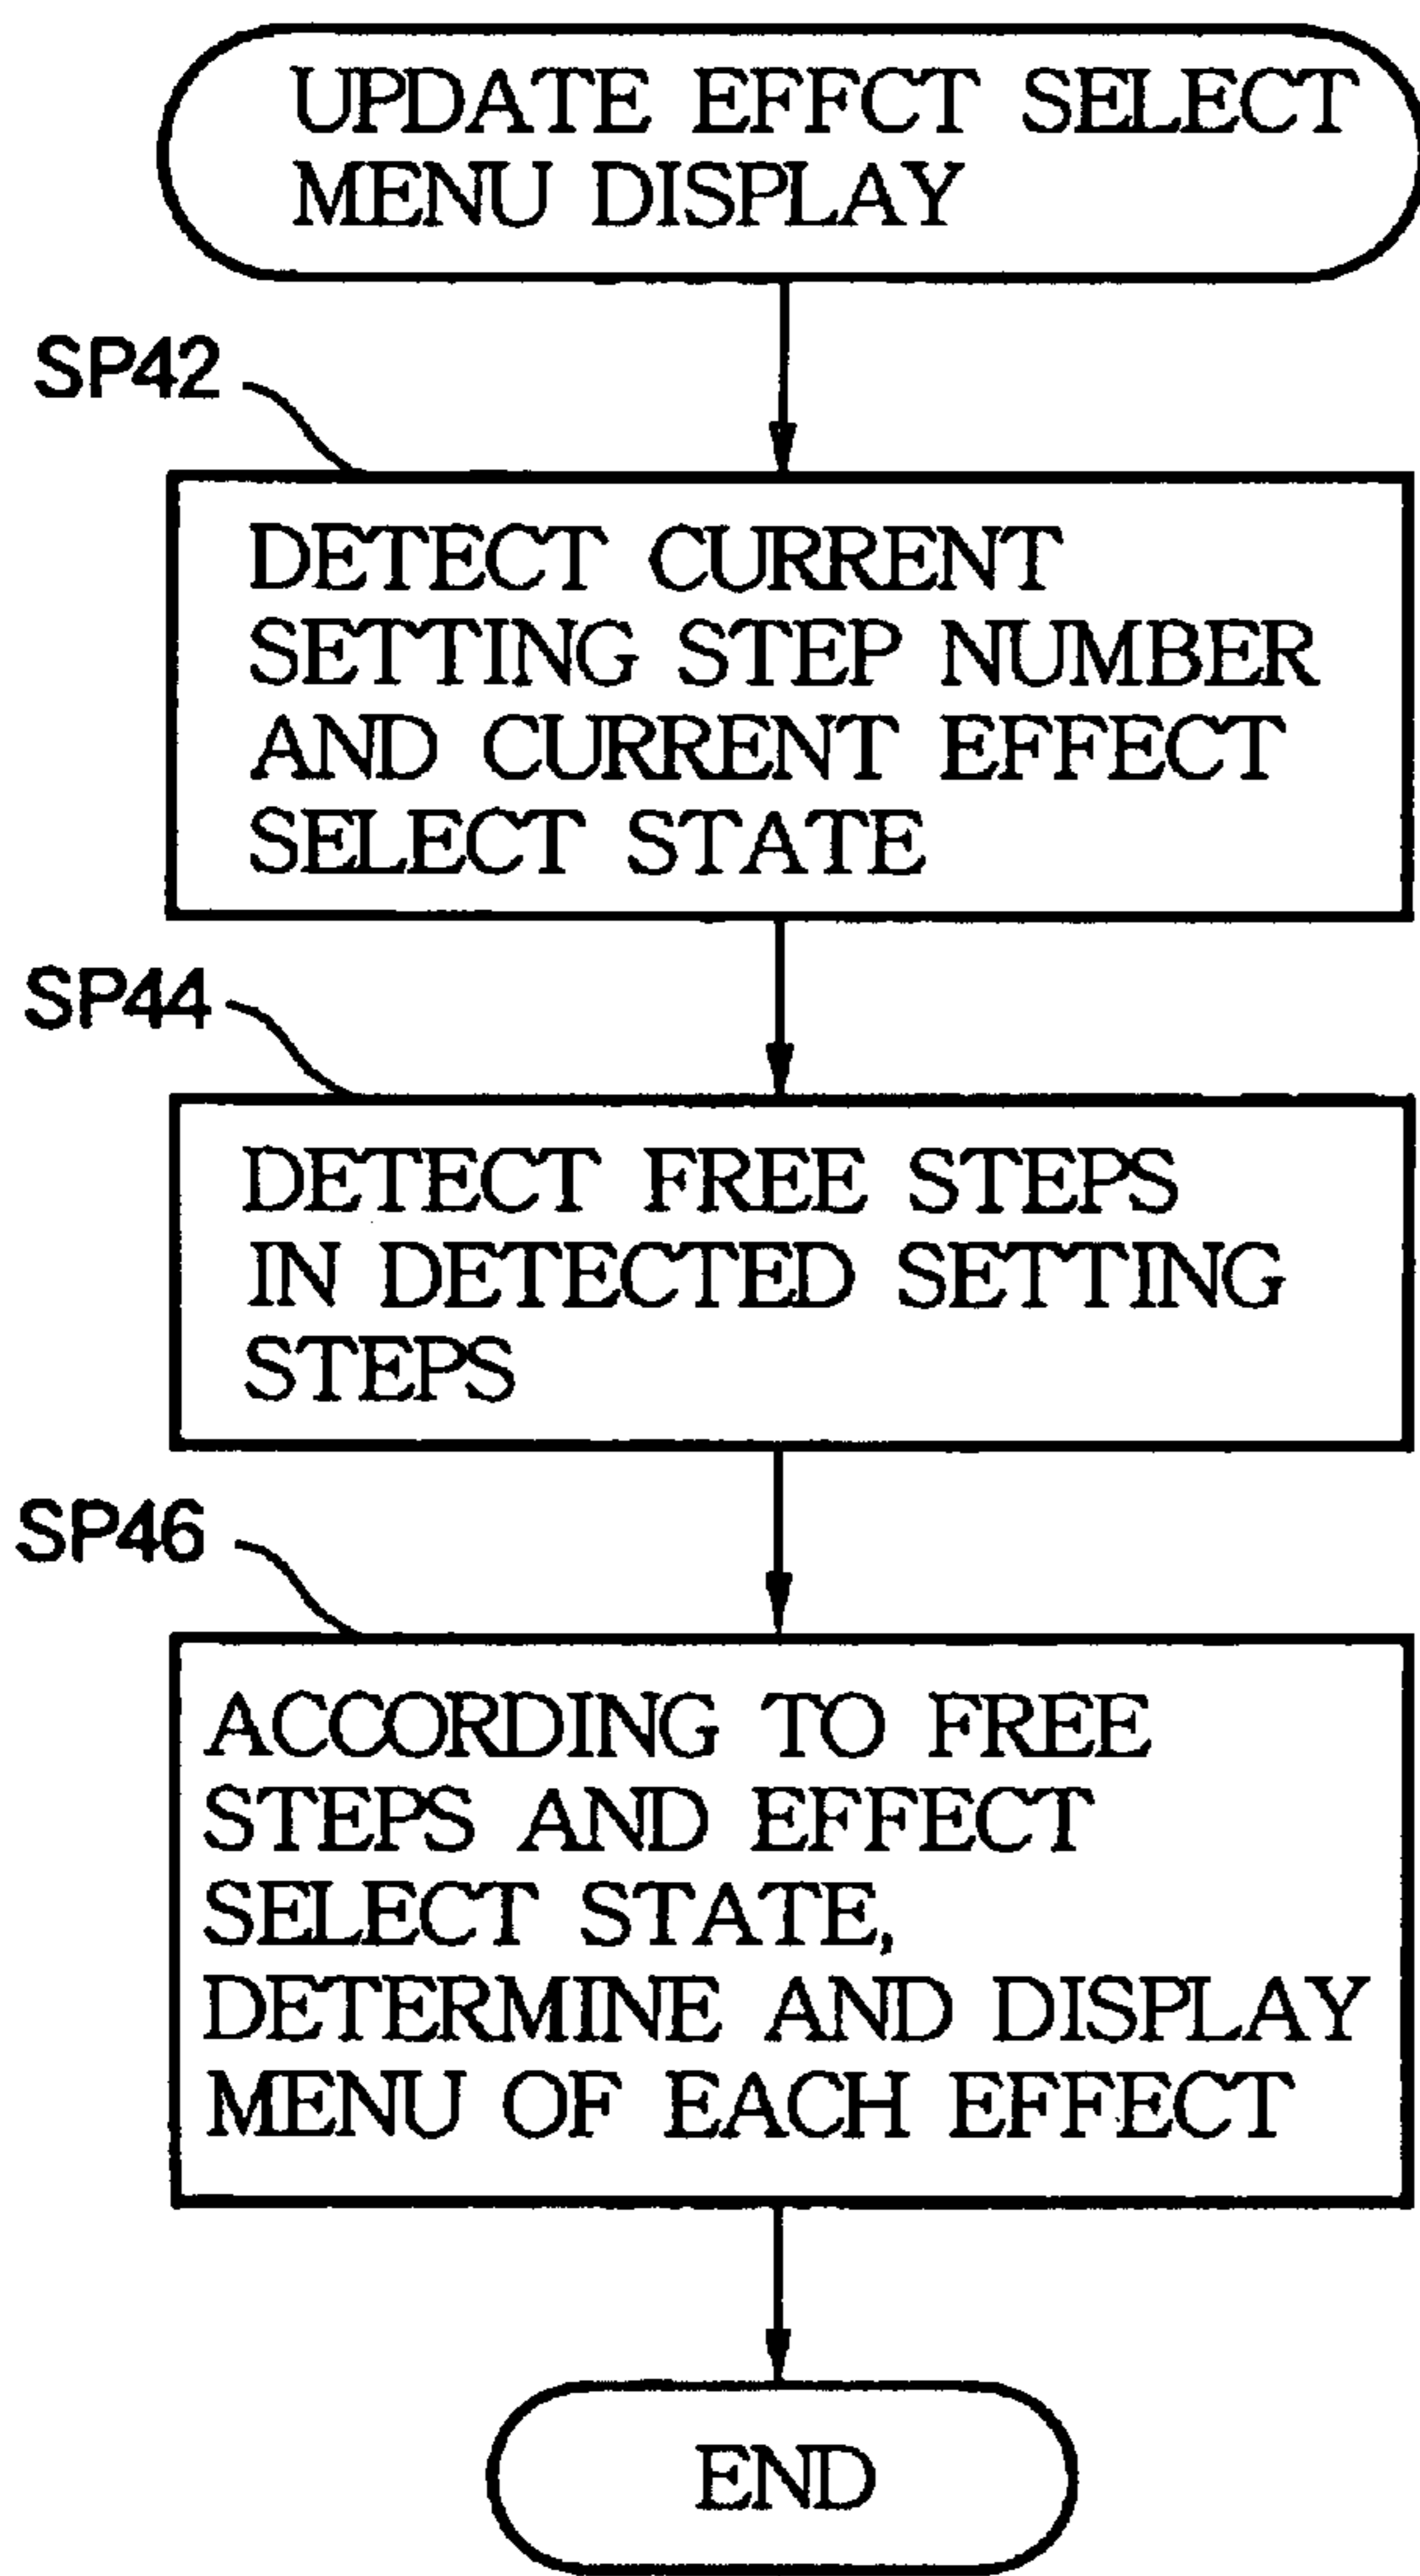 UPDATE EFFCT SELECT
MENU DISPLAY
SP42
DETECT CURRENT
SETTING STEP NUMBER
AND CURRENT EFFECT
SELECT STATE
SP44
DETECT FREE STEPS
IN DETECTED SETTING
STEPS
SP46
ACCORDING TO FREE
STEPS AND EFFECT
SELECT STATE,
DETERMINE AND DISPLAY
MENU OF EACH EFFECT
END